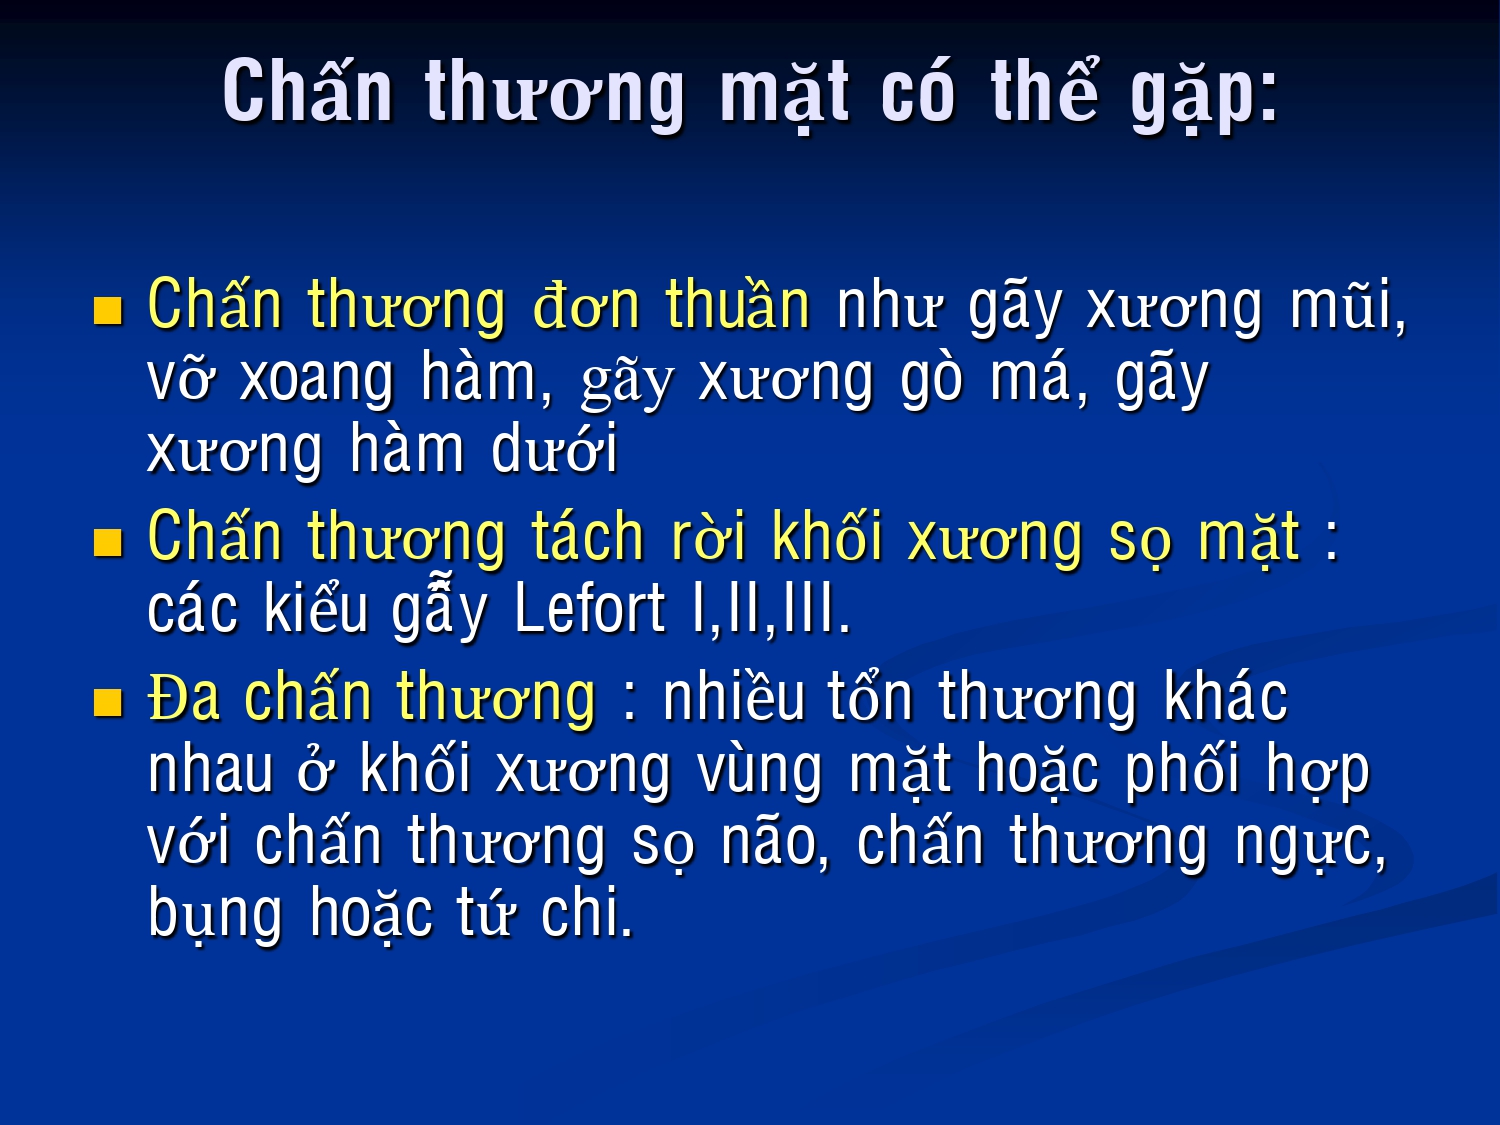 Chấn thương mặt có thể gặp:
Chấn thương đơn thuần như gãy xương mũi,
vỡ xoang hàm, gãy xương gò má, gãy
xương hàm dưới
Chấn thương tách rời khối xương sọ mặt :
các kiểu gẫy Lefort I,II,III.
Đa chấn thương : nhiều tổn thương khác
nhau ở khối xương vùng mặt hoặc phối hợp
với chấn thương sọ não, chấn thương ngực,
bụng hoặc tứ chi.